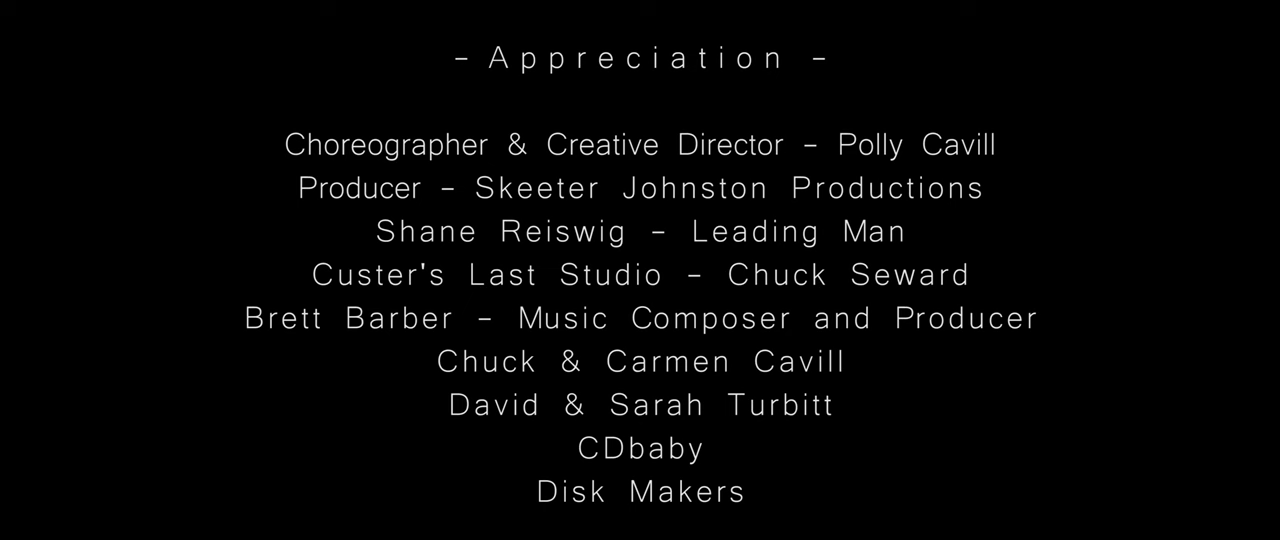 - Appreciation -
Choreographer & Creative Director - Polly Cavill
Producer - Skeeter Johnston Productions
Shane Reiswig - Leading Man
Custer's Last Studio - Chuck Seward
Brett Barber - Music Composer and Producer
Chuck & Carmen Cavill
David & Sarah Turbitt
CDbaby
Disk Makers